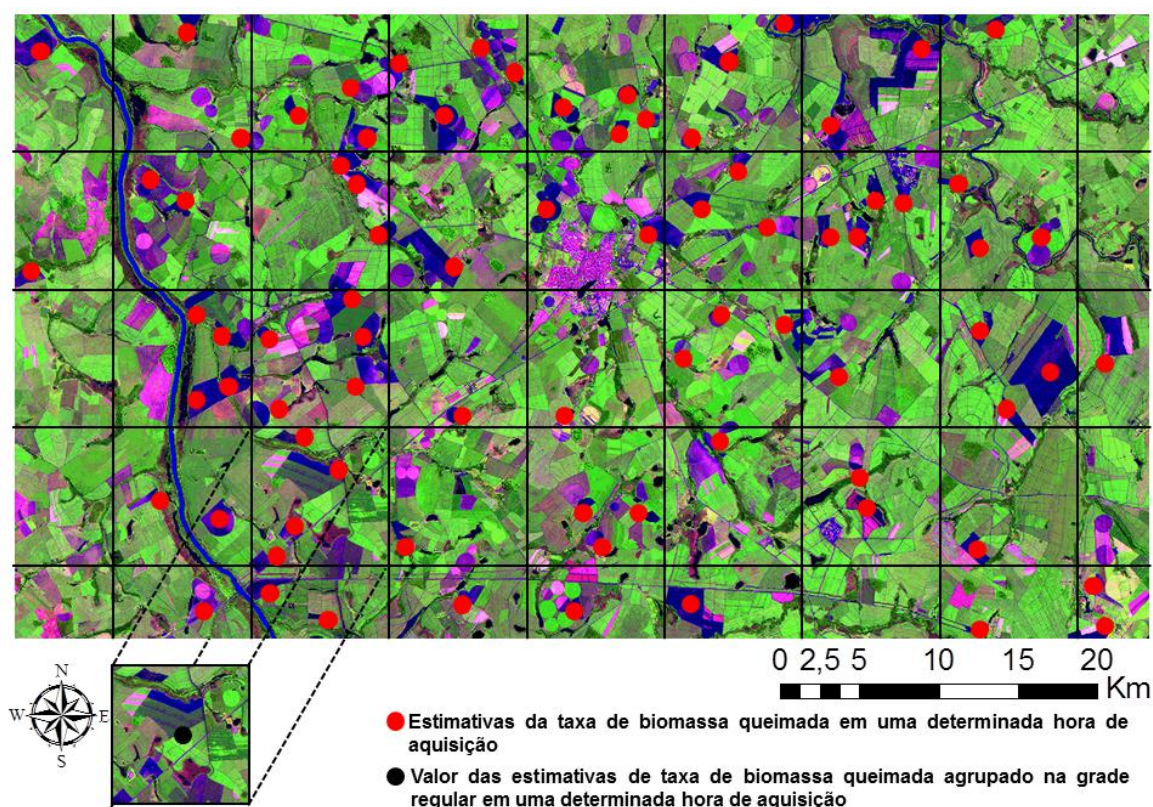 N
W E
S
0 2,5 5 10 15 20
Km
Estimativas da taxa de biomassa queimada em uma determinada hora de
aquisição
Valor das estimativas de taxa de biomassa queimada agrupado na grade
regular em uma determinada hora de aquisição